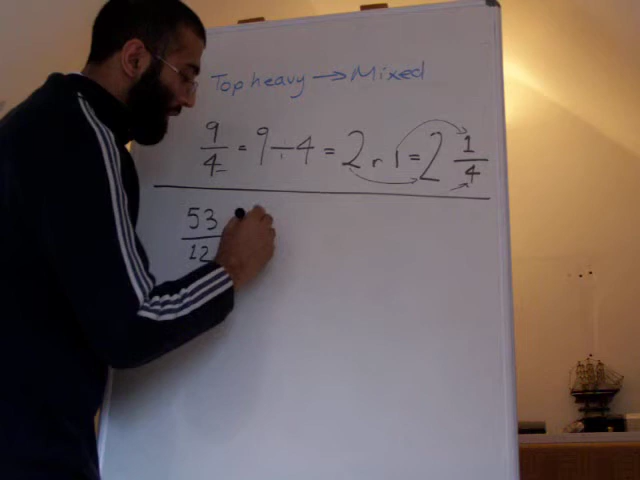 Top heavy → Mixed
9/4 = 9÷4 = 2 r 1 = 2 1/4
53/12